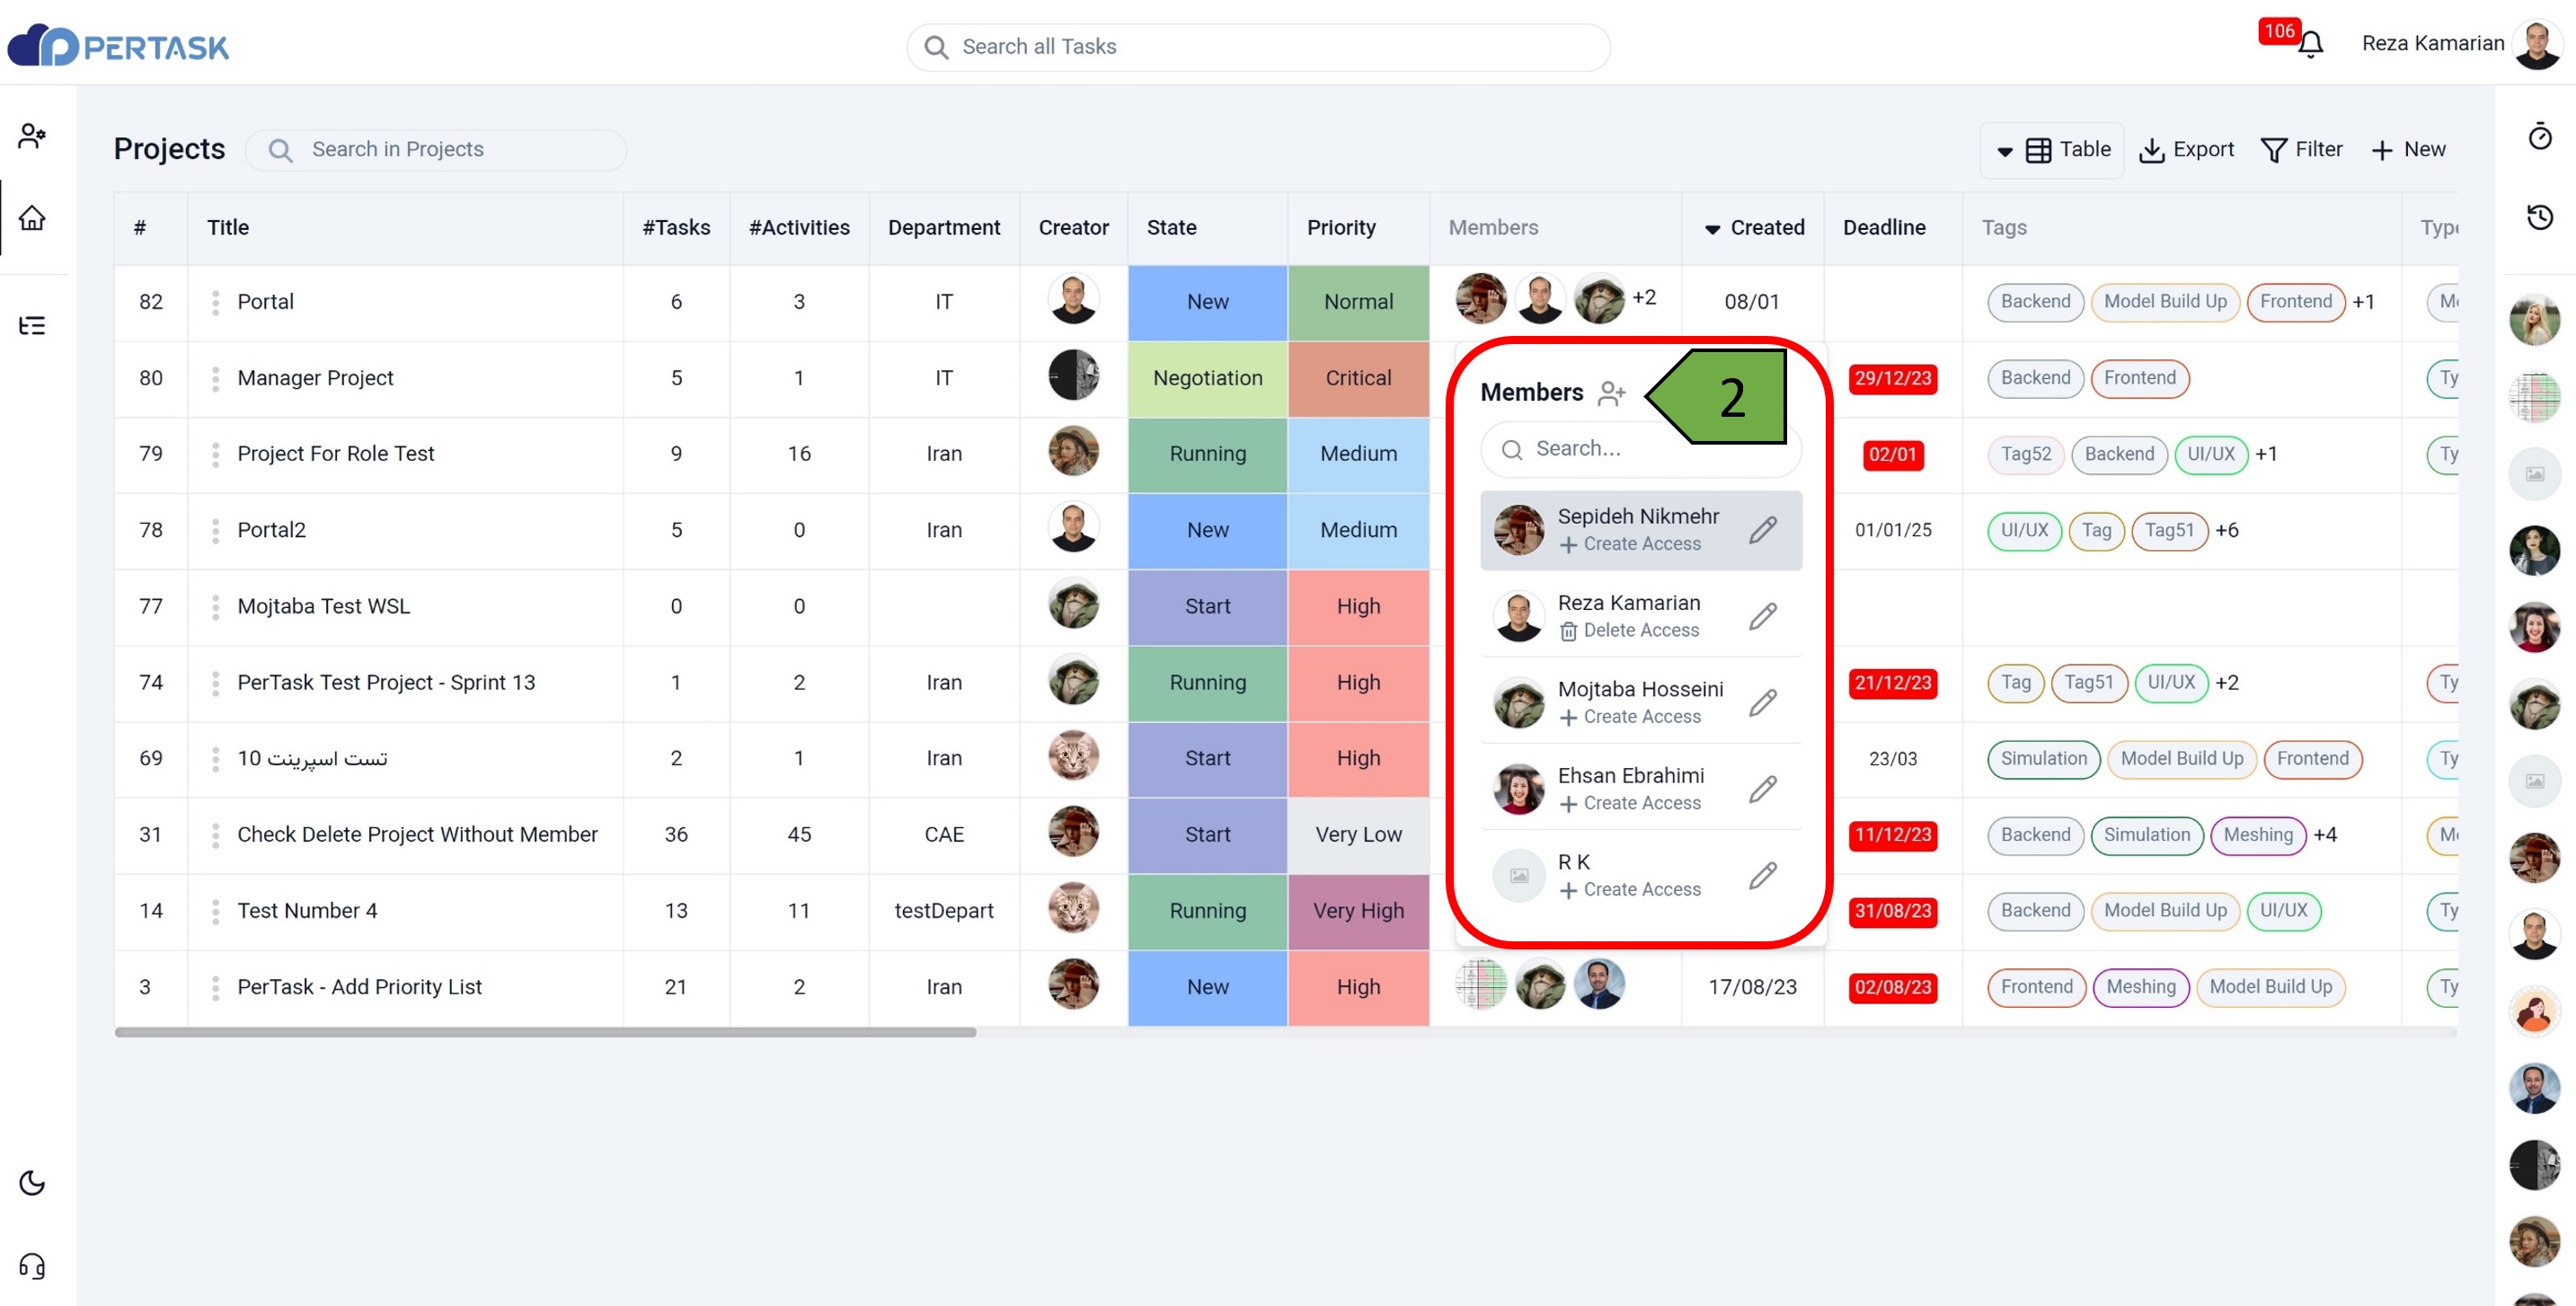 PERTASK
Search all Tasks
106
Reza Kamarian
Projects
Search in Projects
Table
Export
Filter
New
# Title #Tasks #Activities Department Creator State Priority Members Created Deadline Tags Type
82 Portal 6 3 IT New Normal +2 08/01 Backend Model Build Up Frontend +1
80 Manager Project 5 1 IT Negotiation Critical 29/12/23 Backend Frontend Ty
79 Project For Role Test 9 16 Iran Running Medium 02/01 Tag52 Backend UI/UX +1 Ty
78 Portal2 5 0 Iran New Medium 01/01/25 UI/UX Tag Tag51 +6
77 Mojtaba Test WSL 0 0 Start High
74 PerTask Test Project - Sprint 13 1 2 Iran Running High 21/12/23 Tag Tag51 UI/UX +2 Ty
69 تست اسپرینت 10 2 1 Iran Start High 23/03 Simulation Model Build Up Frontend Ty
31 Check Delete Project Without Member 36 45 CAE Start Very Low 11/12/23 Backend Simulation Meshing +4
14 Test Number 4 13 11 testDepart Running Very High 31/08/23 Backend Model Build Up UI/UX Ty
3 PerTask - Add Priority List 21 2 Iran New High 17/08/23 02/08/23 Frontend Meshing Model Build Up Ty
Members
2
Search...
Sepideh Nikmehr
Create Access
Reza Kamarian
Delete Access
Mojtaba Hosseini
Create Access
Ehsan Ebrahimi
Create Access
R K
Create Access